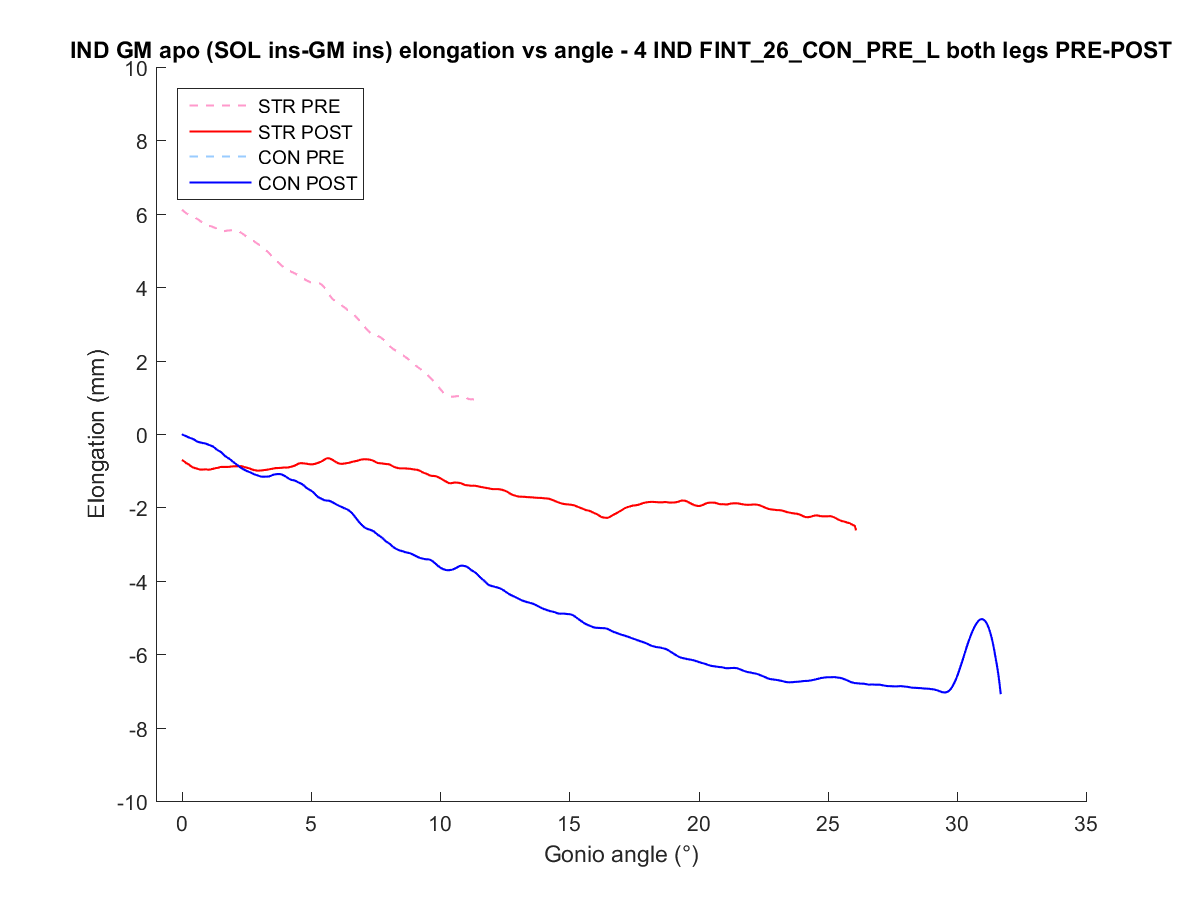 IND GM apo (SOL ins-GM ins) elongation vs angle - 4 IND FINT_26_CON_PRE_L both legs PRE-POST
10
8
6
4
2
0
-2
-4
-6
-8
-10
Elongation (mm)
STR PRE
STR POST
CON PRE
CON POST
0 5 10 15 20 25 30 35
Gonio angle (°)